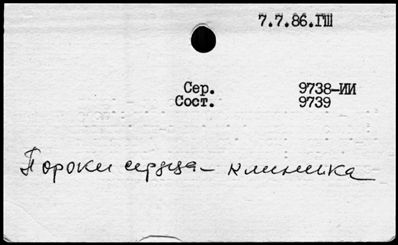 7.7.86.ГШ
Сер. 9738-ИИ
Сост. 9739
Пороки сердца - клиника